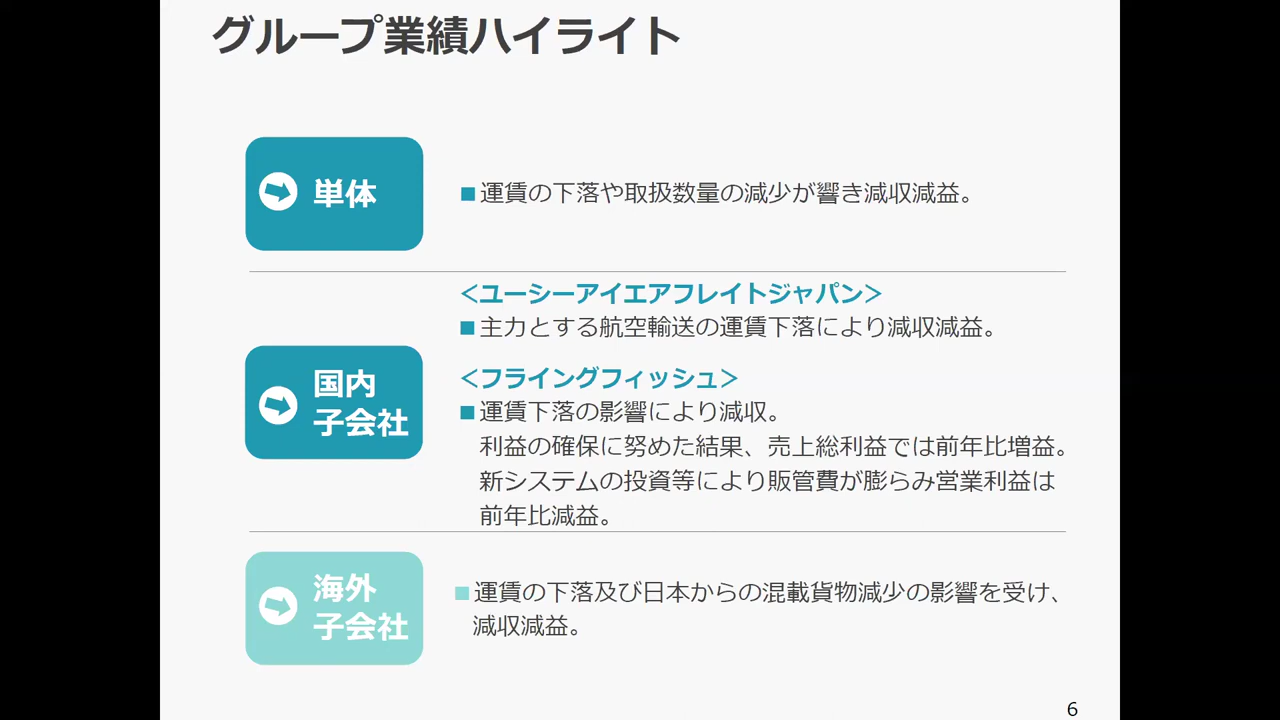 グループ業績ハイライト
単体
■運賃の下落や取扱数量の減少が響き減収減益。
<ユーシーアイエアフレイトジャパン>
■主力とする航空輸送の運賃下落により減収減益。
国内
子会社
<フライングフィッシュ>
■運賃下落の影響により減収。
利益の確保に努めた結果、売上総利益では前年比増益。
新システムの投資等により販管費が膨らみ営業利益は
前年比減益。
海外
子会社
■運賃の下落及び日本からの混載貨物減少の影響を受け、
減収減益。
6